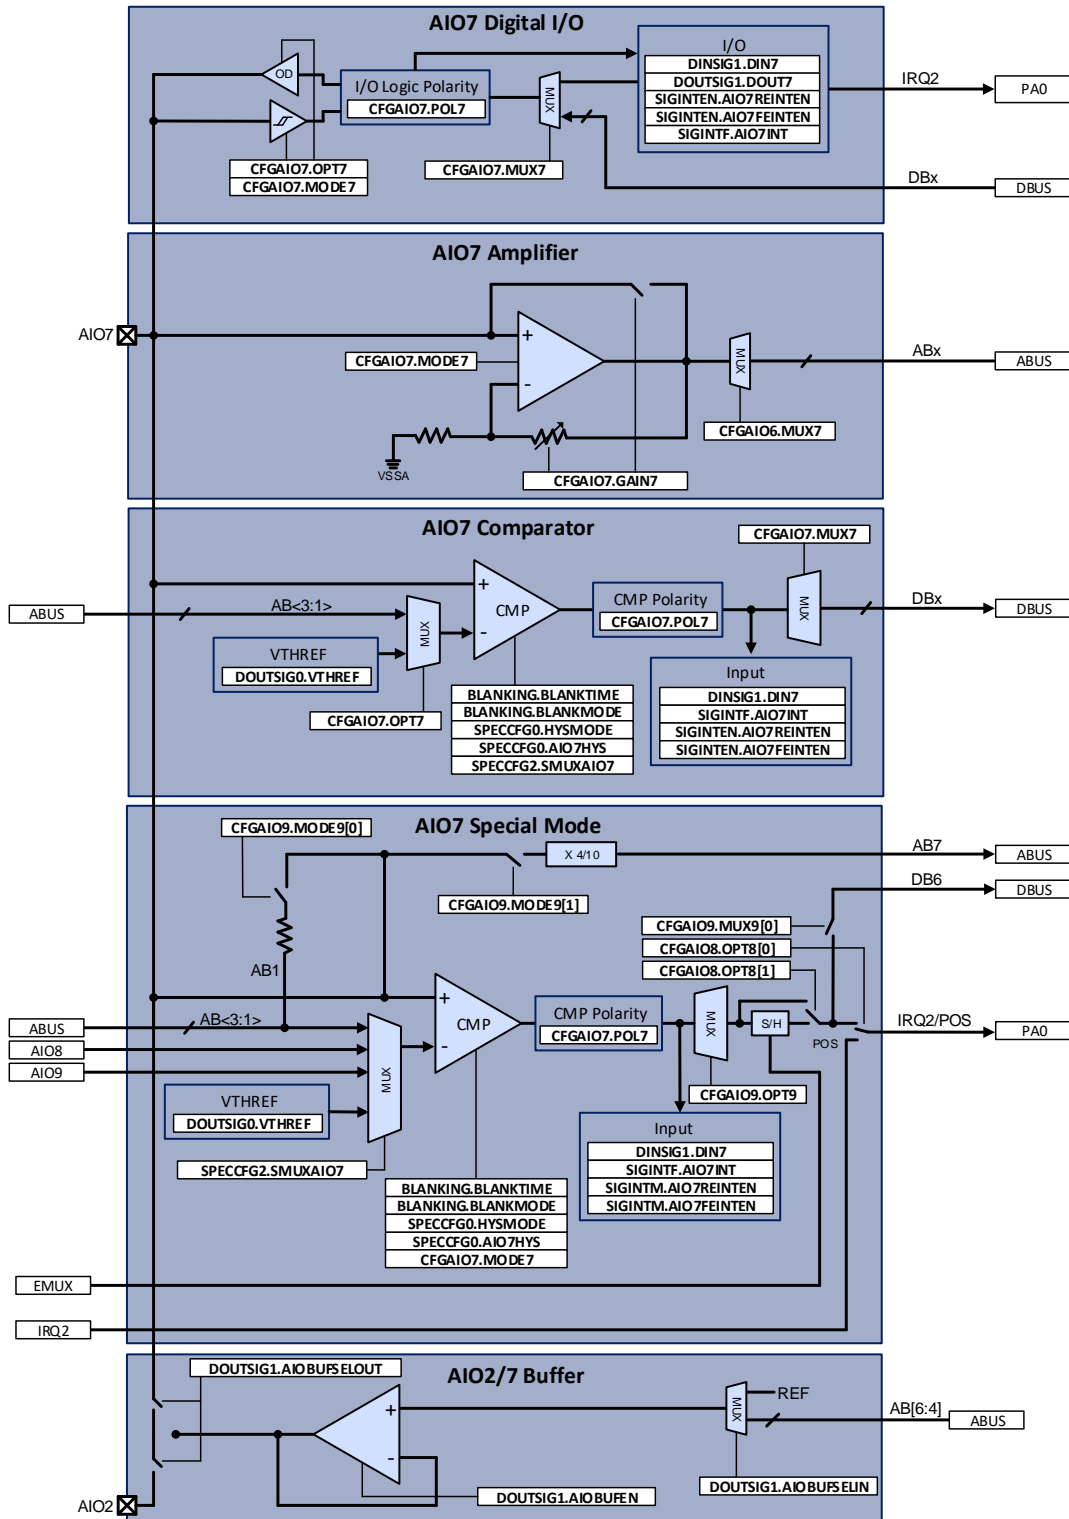 AIO7 Digital I/O
OD
I/O Logic Polarity
CFGAIO7.POL7
MUX
I/O
DINSIG1.DIN7
DOUTSIG1.DOUT7
SIGINTEN.AIO7REINTEN
SIGINTEN.AIO7FEINTEN
SIGINTF.AIO7INT
IRQ2
PA0
CFGAIO7.OPT7
CFGAIO7.MODE7
CFGAIO7.MUX7
DBx
DBUS
AIO7 Amplifier
AIO7
+
-
CFGAIO7.MODE7
MUX
ABx
ABUS
CFGAIO6.MUX7
VSSA
CFGAIO7.GAIN7
AIO7 Comparator
CFGAIO7.MUX7
ABUS
AB<3:1>
MUX
+
CMP
-
CMP Polarity
CFGAIO7.POL7
MUX
DBx
DBUS
VTHREF
DOUTSIG0.VTHREF
CFGAIO7.OPT7
BLANKING.BLANKTIME
BLANKING.BLANKMODE
SPECCFG0.HYSMODE
SPECCFG0.AIO7HYS
SPECCFG2.SMUXAIO7
Input
DINSIG1.DIN7
SIGINTF.AIO7INT
SIGINTEN.AIO7REINTEN
SIGINTEN.AIO7FEINTEN
AIO7 Special Mode
CFGAIO9.MODE9[0]
X 4/10
AB7
ABUS
DB6
DBUS
CFGAIO9.MODE9[1]
CFGAIO9.MUX9[0]
CFGAIO8.OPT8[0]
CFGAIO8.OPT8[1]
AB1
ABUS
AB<3:1>
AIO8
AIO9
MUX
+
CMP
-
CMP Polarity
CFGAIO7.POL7
MUX
S/H
POS
IRQ2/POS
PA0
VTHREF
DOUTSIG0.VTHREF
CFGAIO9.OPT9
SPECCFG2.SMUXAIO7
Input
DINSIG1.DIN7
SIGINTF.AIO7INT
SIGINTM.AIO7REINTEN
SIGINTM.AIO7FEINTEN
BLANKING.BLANKTIME
BLANKING.BLANKMODE
SPECCFG0.HYSMODE
SPECCFG0.AIO7HYS
CFGAIO7.MODE7
EMUX
IRQ2
AIO2/7 Buffer
DOUTSIG1.AIOBUFSELOUT
+
-
MUX
REF
AB[6:4]
ABUS
DOUTSIG1.AIOBUFSELIN
DOUTSIG1.AIOBUFEN
AIO2